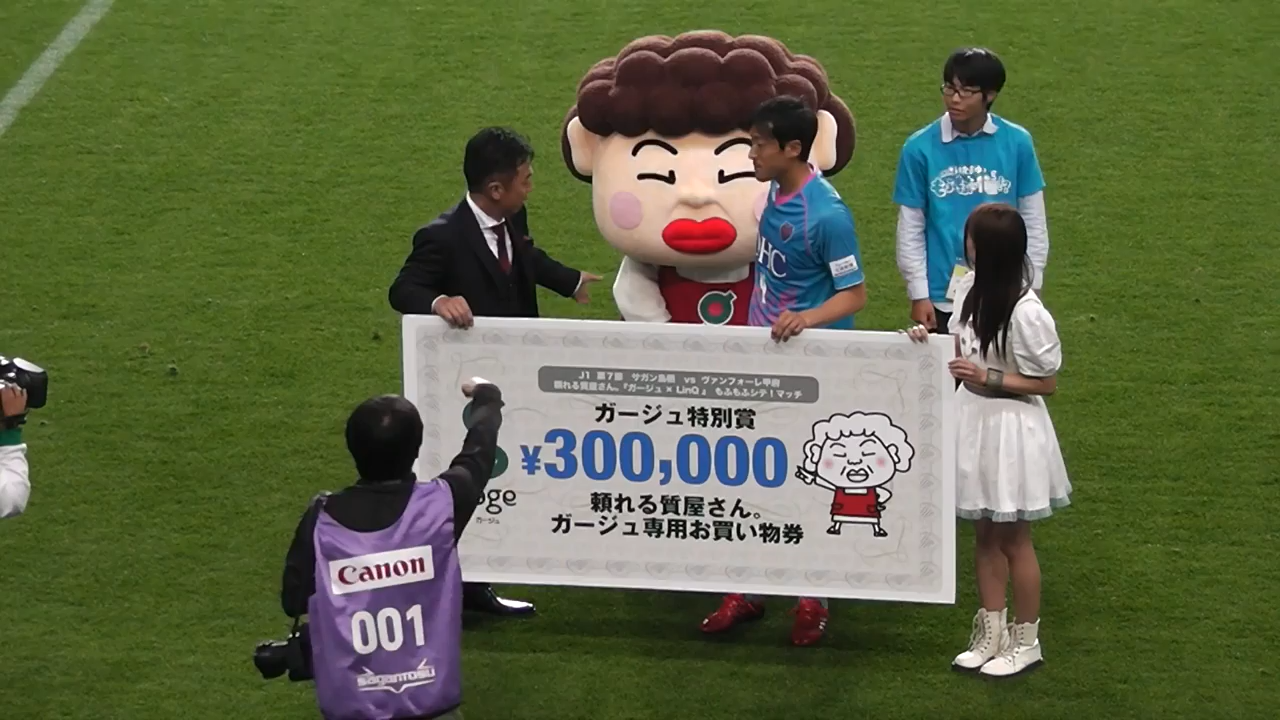 J1 第7節 サガン鳥栖 vs ヴァンフォーレ甲府
頼れる質屋さん。『ガージュ×LinQ』 もふもふシテ!マッチ
ガージュ特別賞
¥300,000
頼れる質屋さん。
ガージュ専用お買い物券
ガージュ
DHC
Canon
001
sagantosu